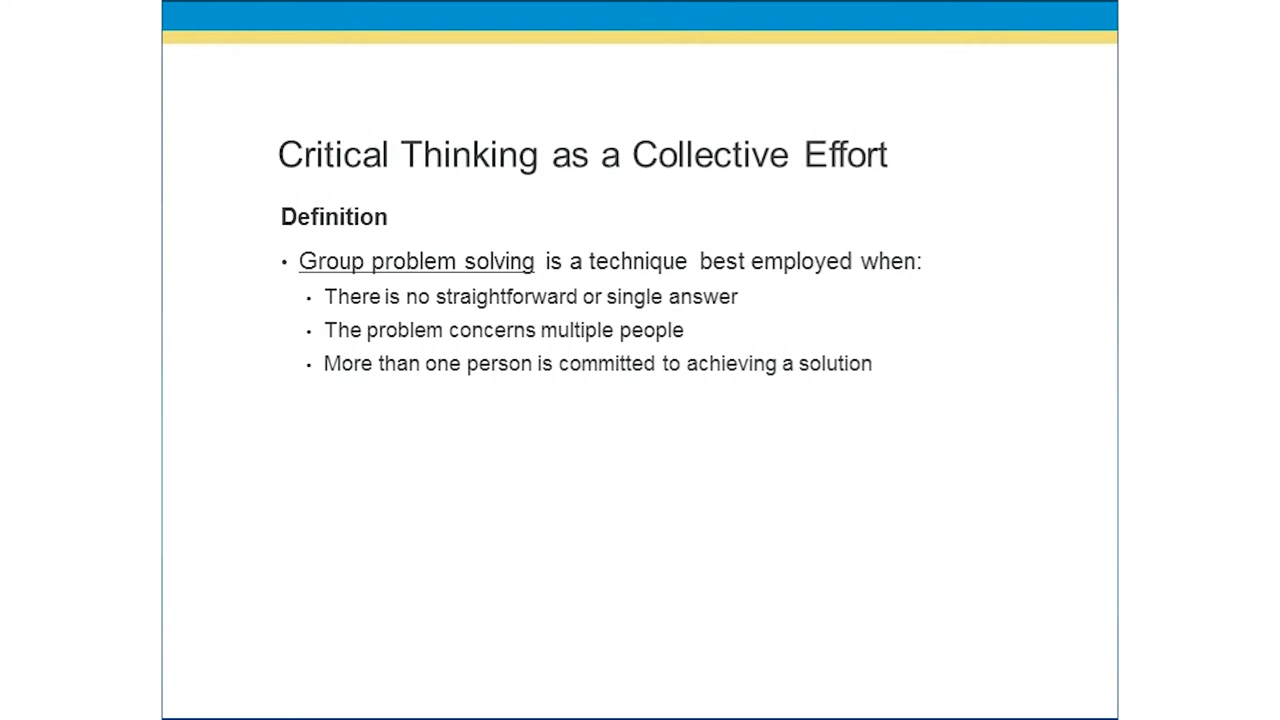 Critical Thinking as a Collective Effort
Definition
• Group problem solving is a technique best employed when:
• There is no straightforward or single answer
• The problem concerns multiple people
• More than one person is committed to achieving a solution